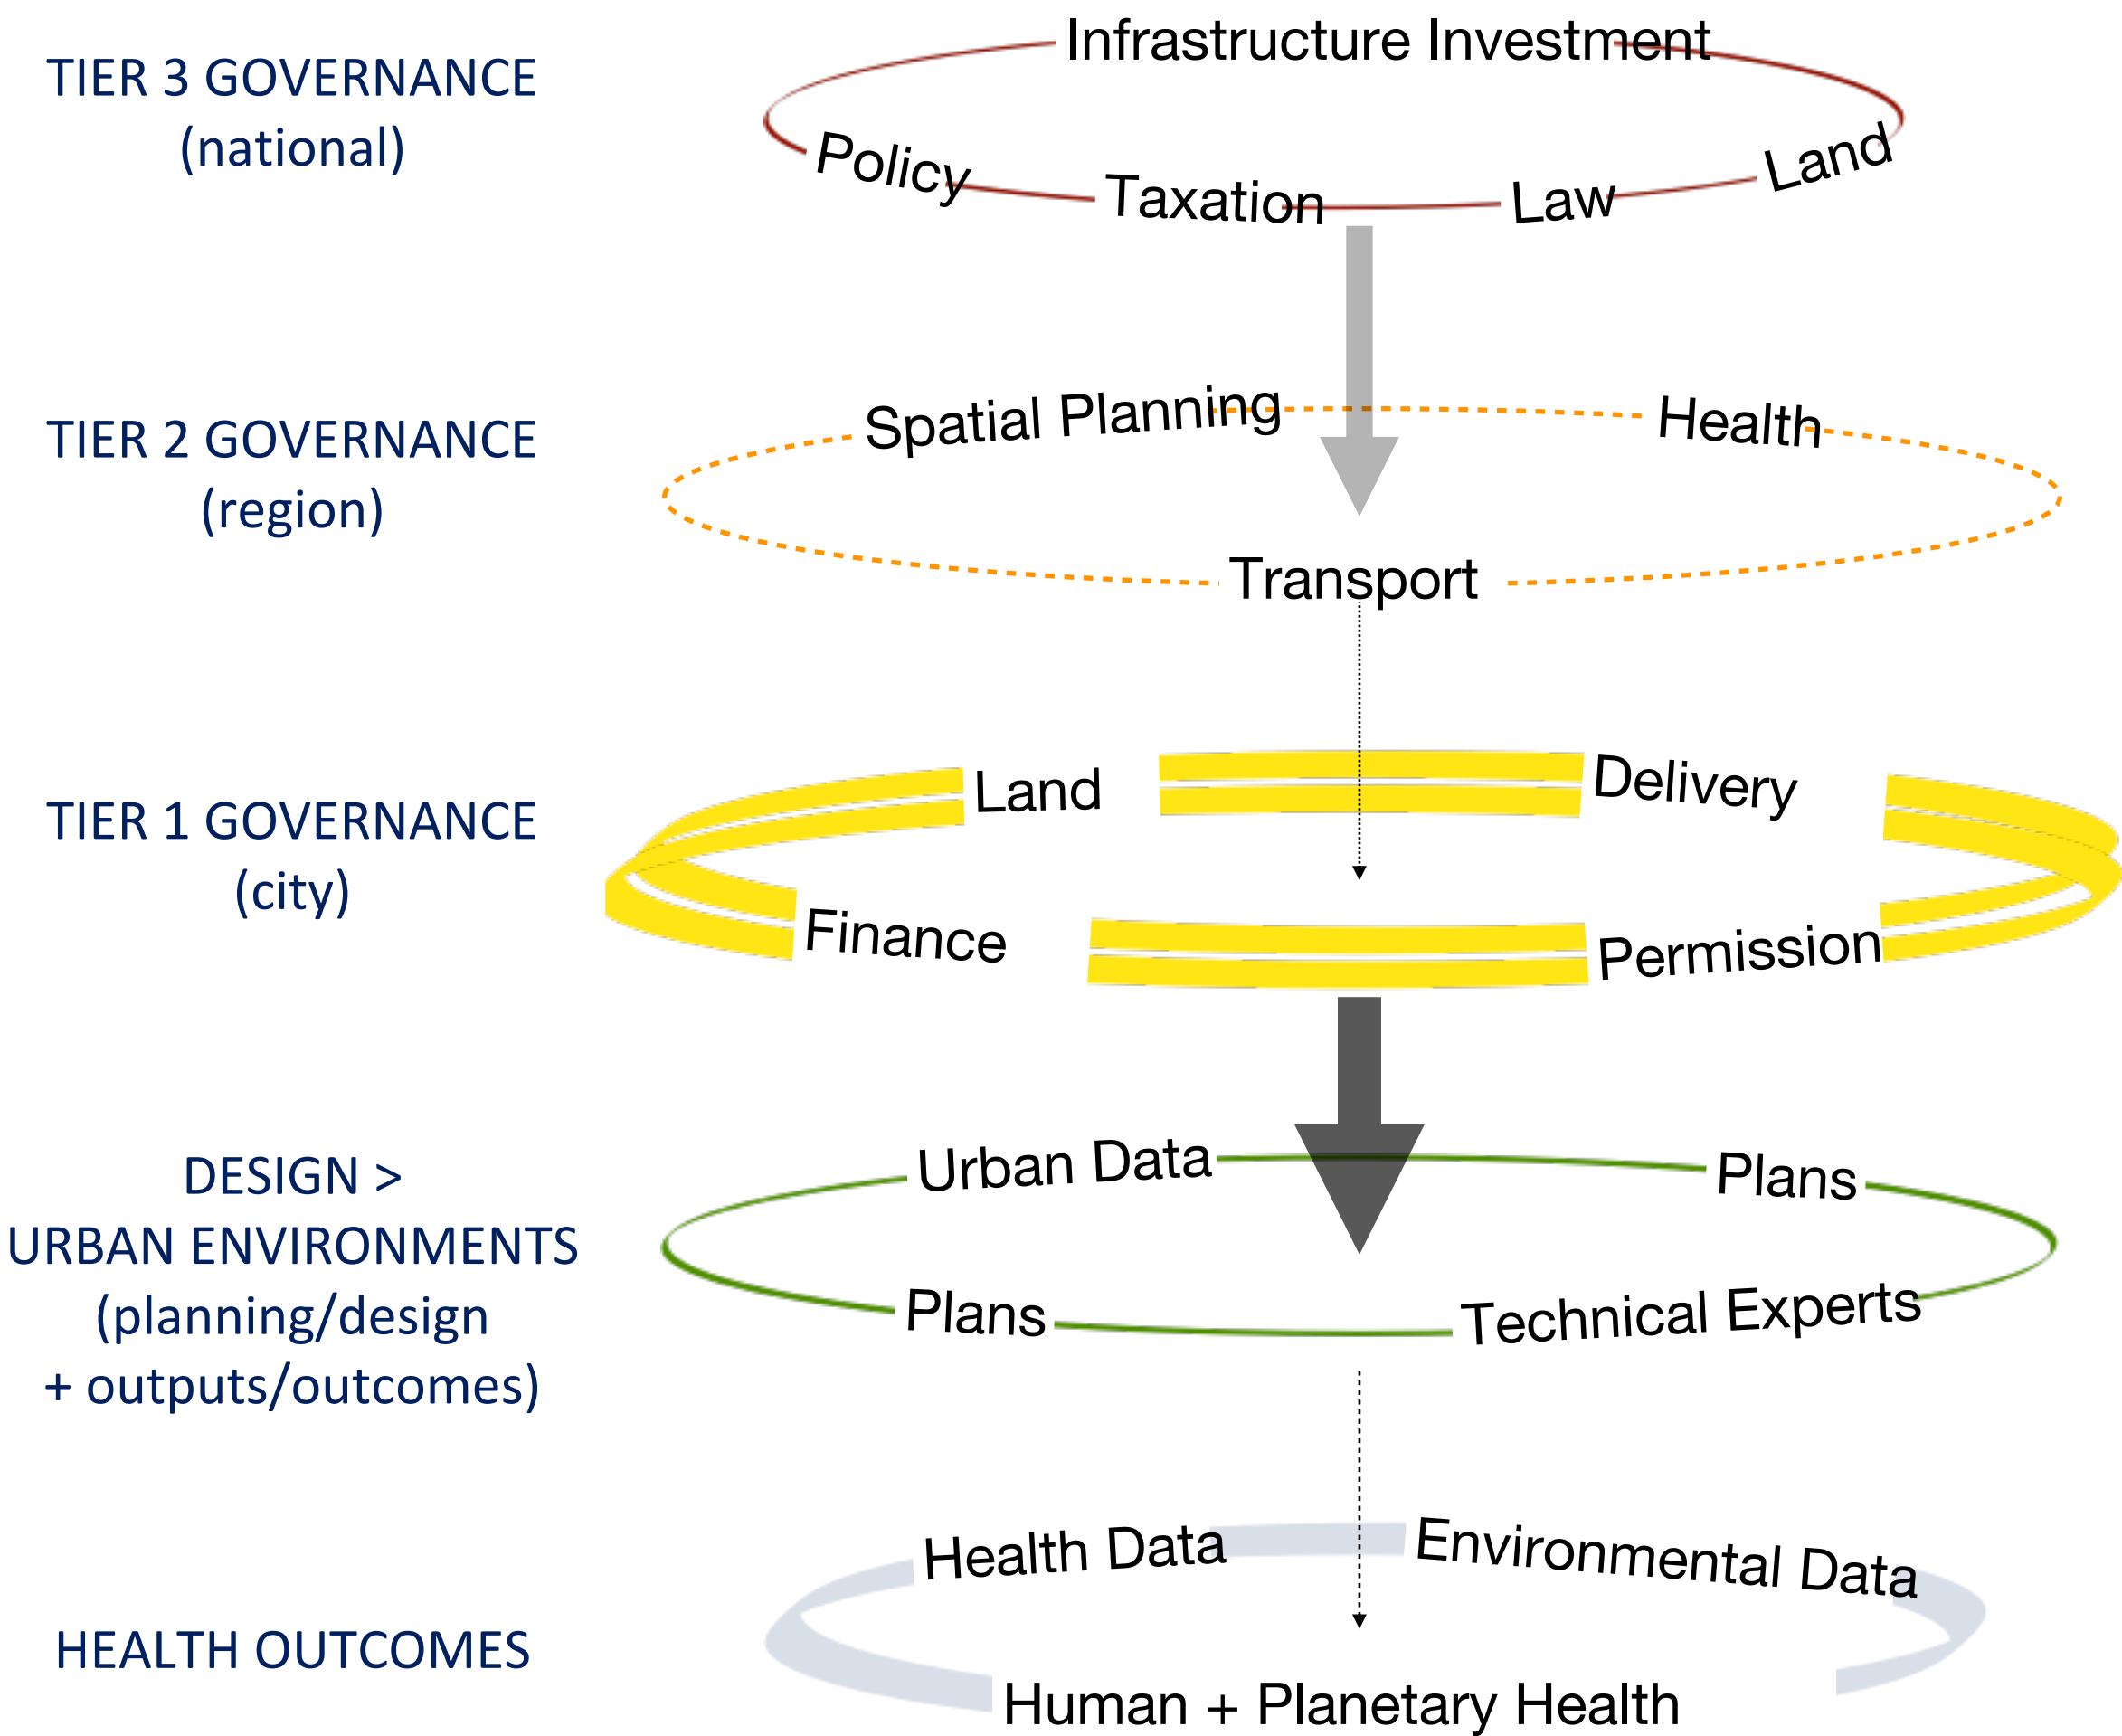 TIER 3 GOVERNANCE
(national)
Infrastructure Investment
Policy
Taxation
Law
Land
TIER 2 GOVERNANCE
(region)
Spatial Planning
Health
Transport
TIER 1 GOVERNANCE
(city)
Land
Delivery
Finance
Permission
DESIGN >
URBAN ENVIRONMENTS
(planning/design
+ outputs/outcomes)
Urban Data
Plans
Plans
Technical Experts
HEALTH OUTCOMES
Health Data
Environmental Data
Human + Planetary Health